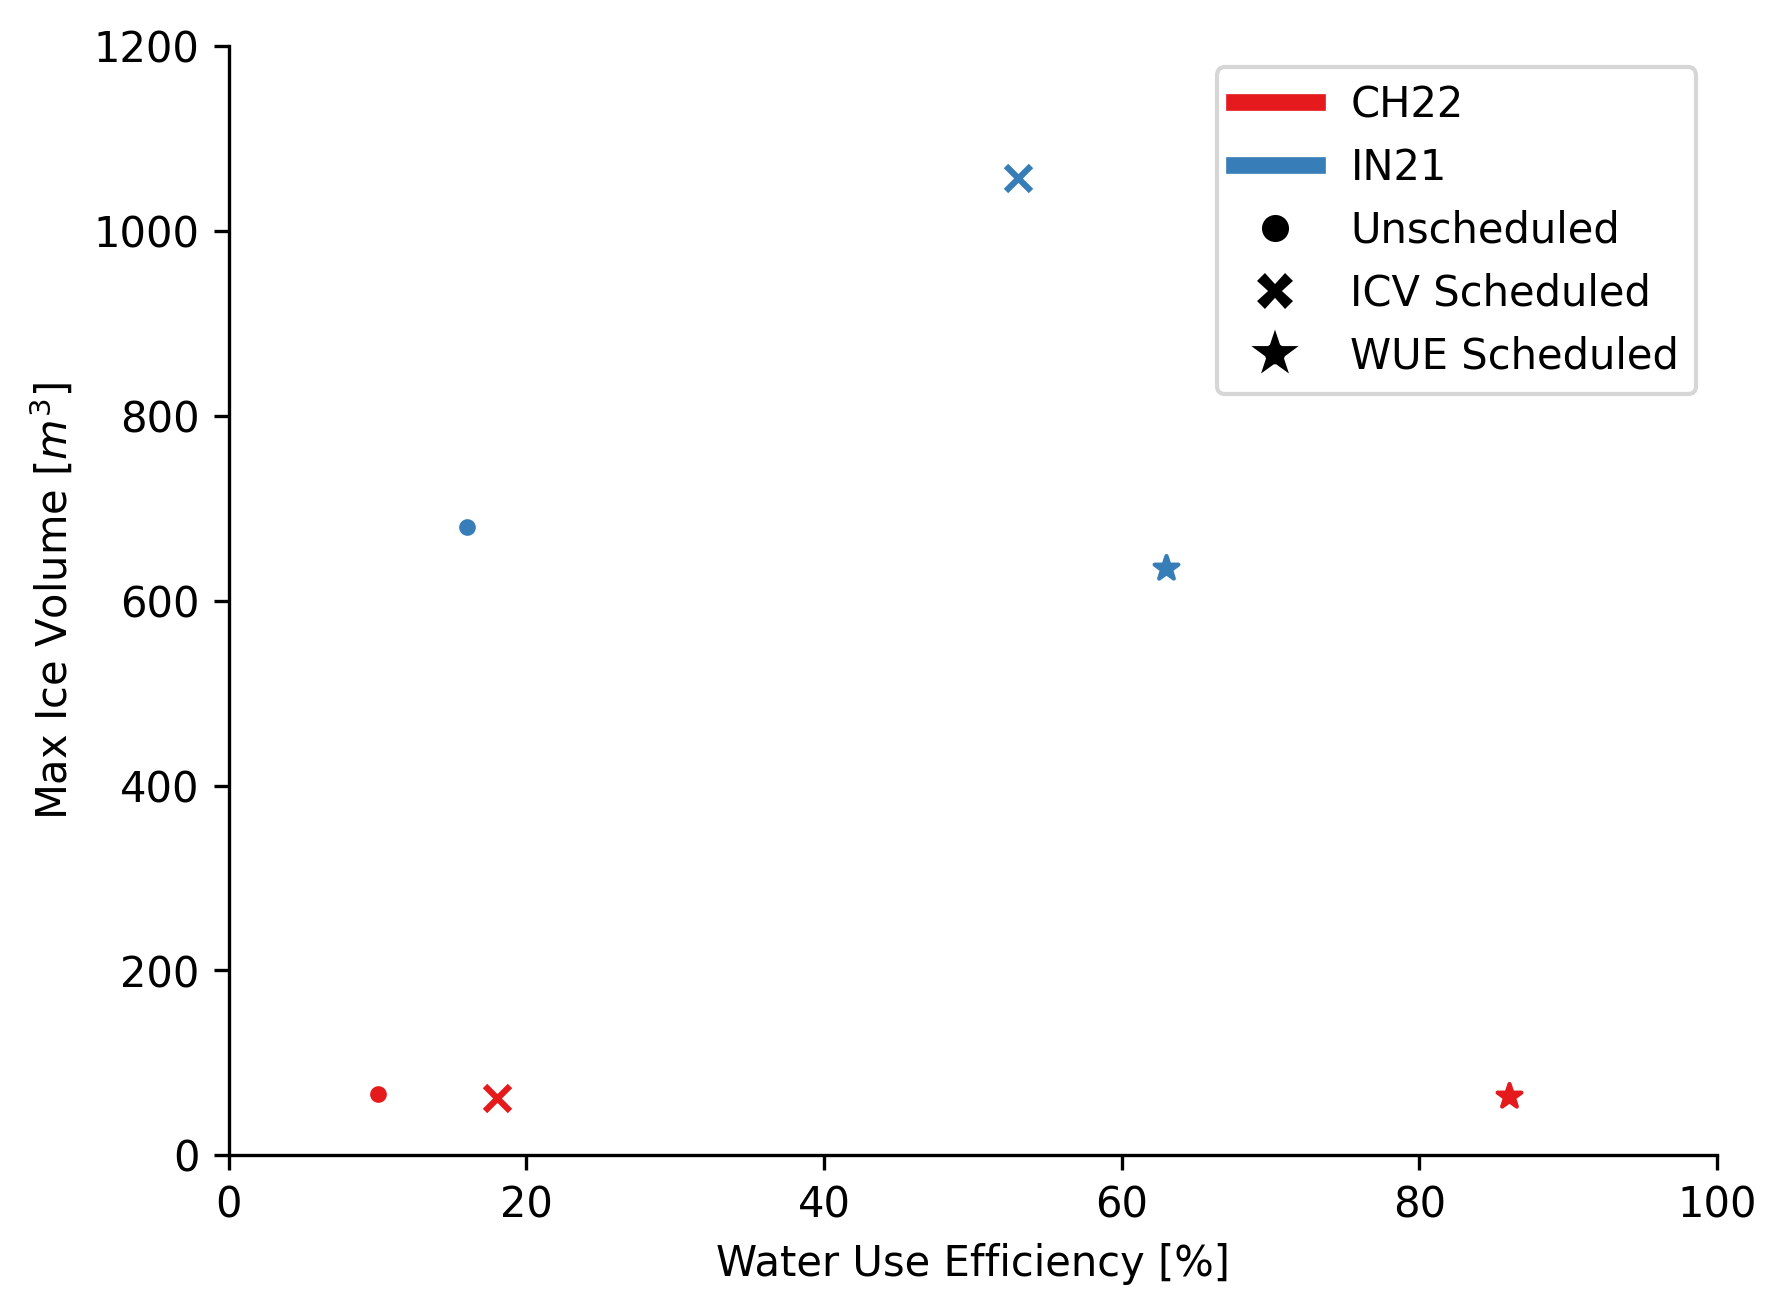 1200
1000
800
600
400
200
0
Max Ice Volume [m³]
CH22
IN21
Unscheduled
ICV Scheduled
WUE Scheduled
0 20 40 60 80 100
Water Use Efficiency [%]